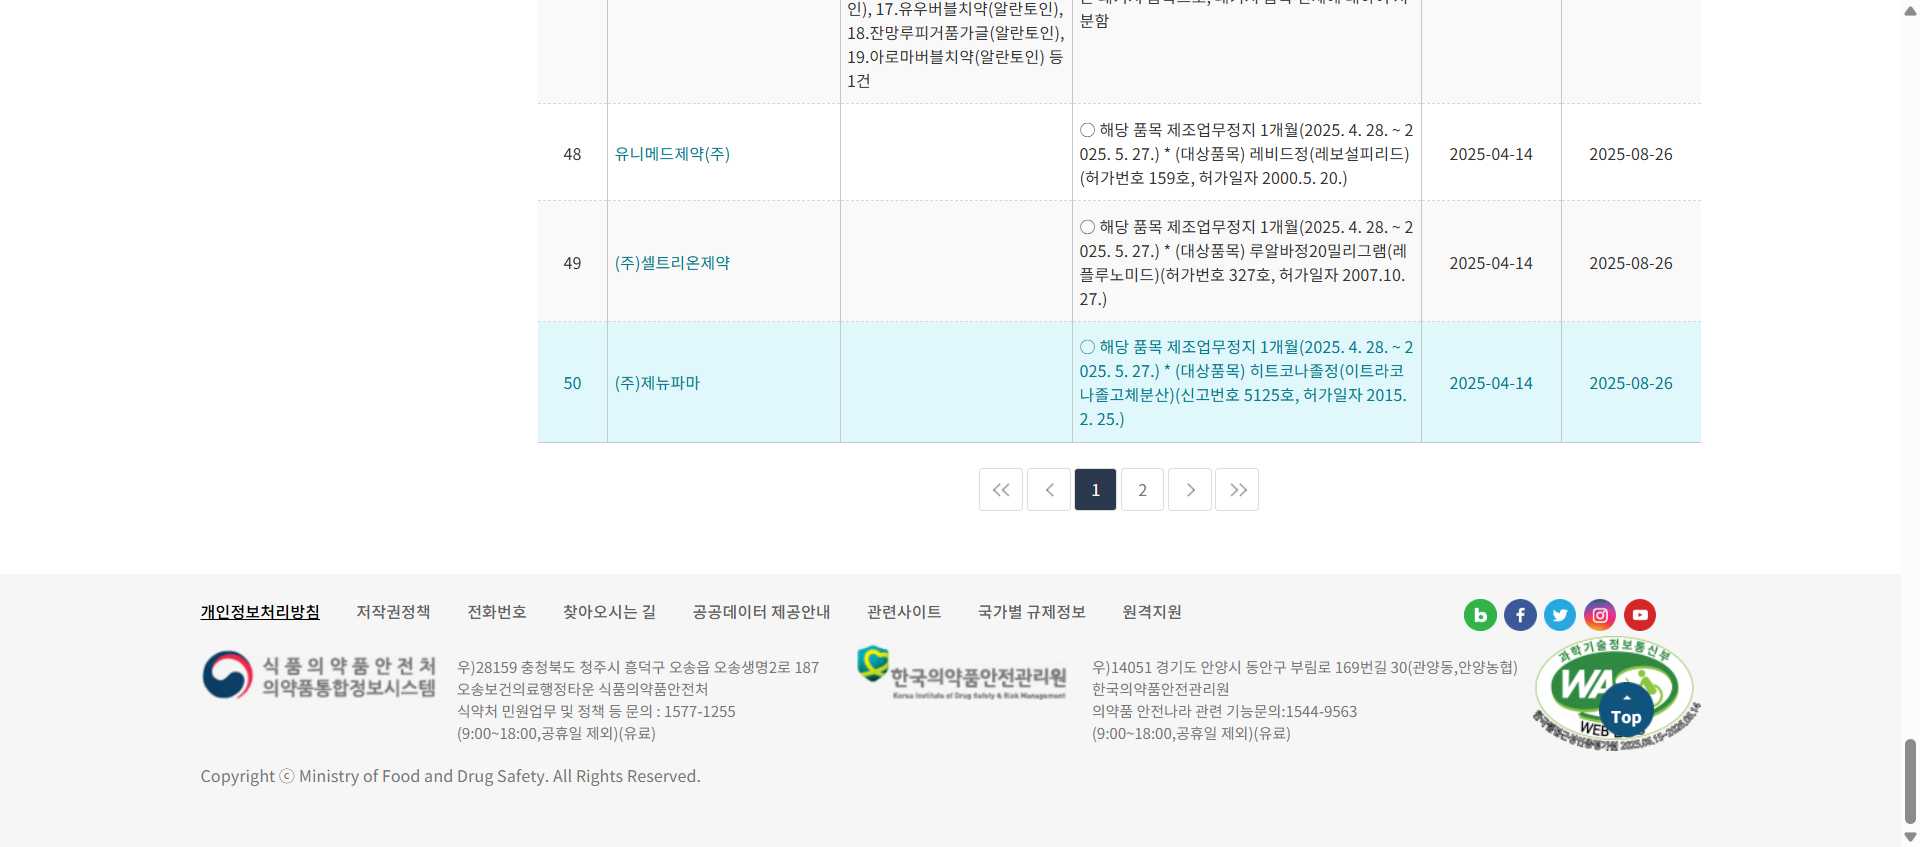 인), 17.유우버블치약(알란토인),
18.잔망루피거품가글(알란토인),
19.아로마버블치약(알란토인) 등
1건
분함
48
유니메드제약(주)
○ 해당 품목 제조업무정지 1개월(2025. 4. 28. ~ 2
025. 5. 27.) * (대상품목) 레비드정(레보설피리드)
(허가번호 159호, 허가일자 2000.5. 20.)
2025-04-14
2025-08-26
49
(주)셀트리온제약
○ 해당 품목 제조업무정지 1개월(2025. 4. 28. ~ 2
025. 5. 27.) * (대상품목) 루알바정20밀리그램(레
플루노미드)(허가번호 327호, 허가일자 2007.10.
27.)
2025-04-14
2025-08-26
50
(주)제뉴파마
○ 해당 품목 제조업무정지 1개월(2025. 4. 28. ~ 2
025. 5. 27.) * (대상품목) 히트코나졸정(이트라코
나졸고체분산)(신고번호 5125호, 허가일자 2015.
2. 25.)
2025-04-14
2025-08-26
1
2
개인정보처리방침
저작권정책
전화번호
찾아오시는 길
공공데이터 제공안내
관련사이트
국가별 규제정보
원격지원
식품의약품안전처
의약품통합정보시스템
우)28159 충청북도 청주시 흥덕구 오송읍 오송생명2로 187
오송보건의료행정타운 식품의약품안전처
식약처 민원업무 및 정책 등 문의 : 1577-1255
(9:00~18:00,공휴일 제외)(유료)
한국의약품안전관리원
Korea Institute of Drug Safety & Risk Management
우)14051 경기도 안양시 동안구 부림로 169번길 30(관양동,안양농협)
한국의약품안전관리원
의약품 안전나라 관련 기능문의:1544-9563
(9:00~18:00,공휴일 제외)(유료)
과학기술정보통신부
WA
WEB
Top
Copyright ⓒ Ministry of Food and Drug Safety. All Rights Reserved.